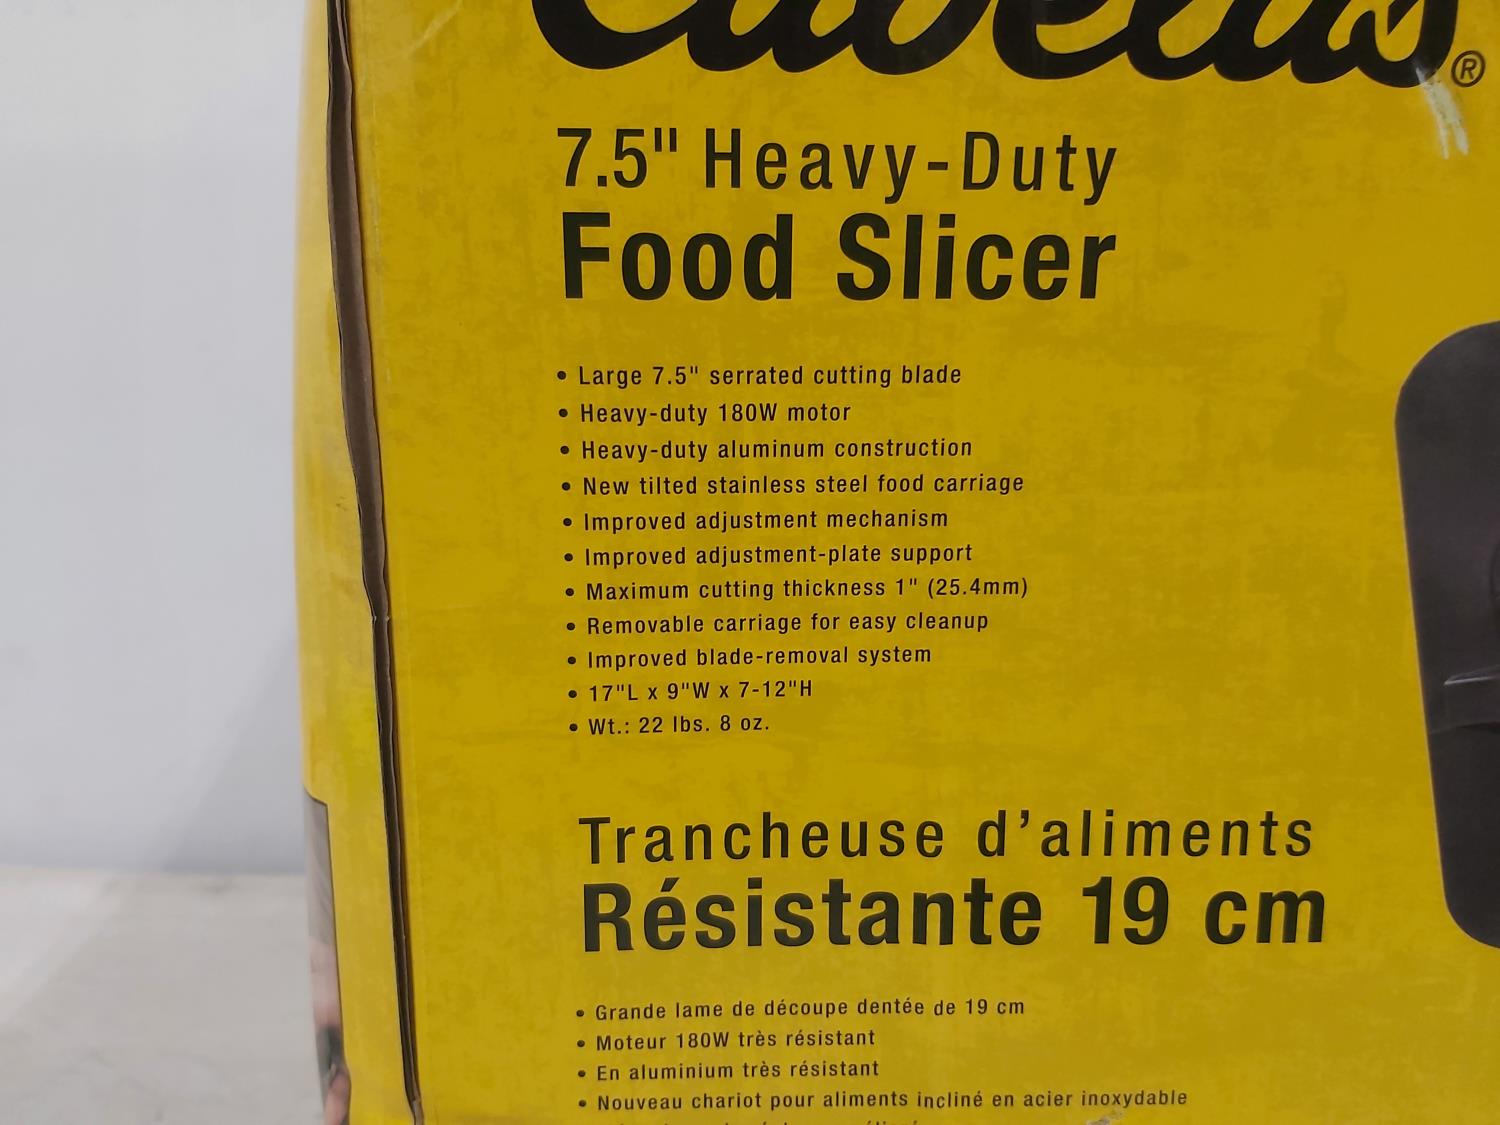 Cabela's®
7.5" Heavy-Duty
Food Slicer
• Large 7.5" serrated cutting blade
• Heavy-duty 180W motor
• Heavy-duty aluminum construction
• New tilted stainless steel food carriage
• Improved adjustment mechanism
• Improved adjustment-plate support
• Maximum cutting thickness 1" (25.4mm)
• Removable carriage for easy cleanup
• Improved blade-removal system
• 17"L x 9"W x 7-12"H
• Wt.: 22 lbs. 8 oz.
Trancheuse d'aliments
Résistante 19 cm
• Grande lame de découpe dentée de 19 cm
• Moteur 180W très résistant
• En aluminium très résistant
• Nouveau chariot pour aliments incliné en acier inoxydable